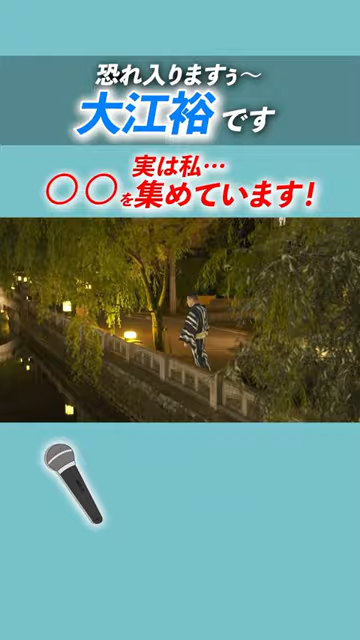 恐れ入りますぅ～
大江裕です
実は私…
〇〇を集めています！